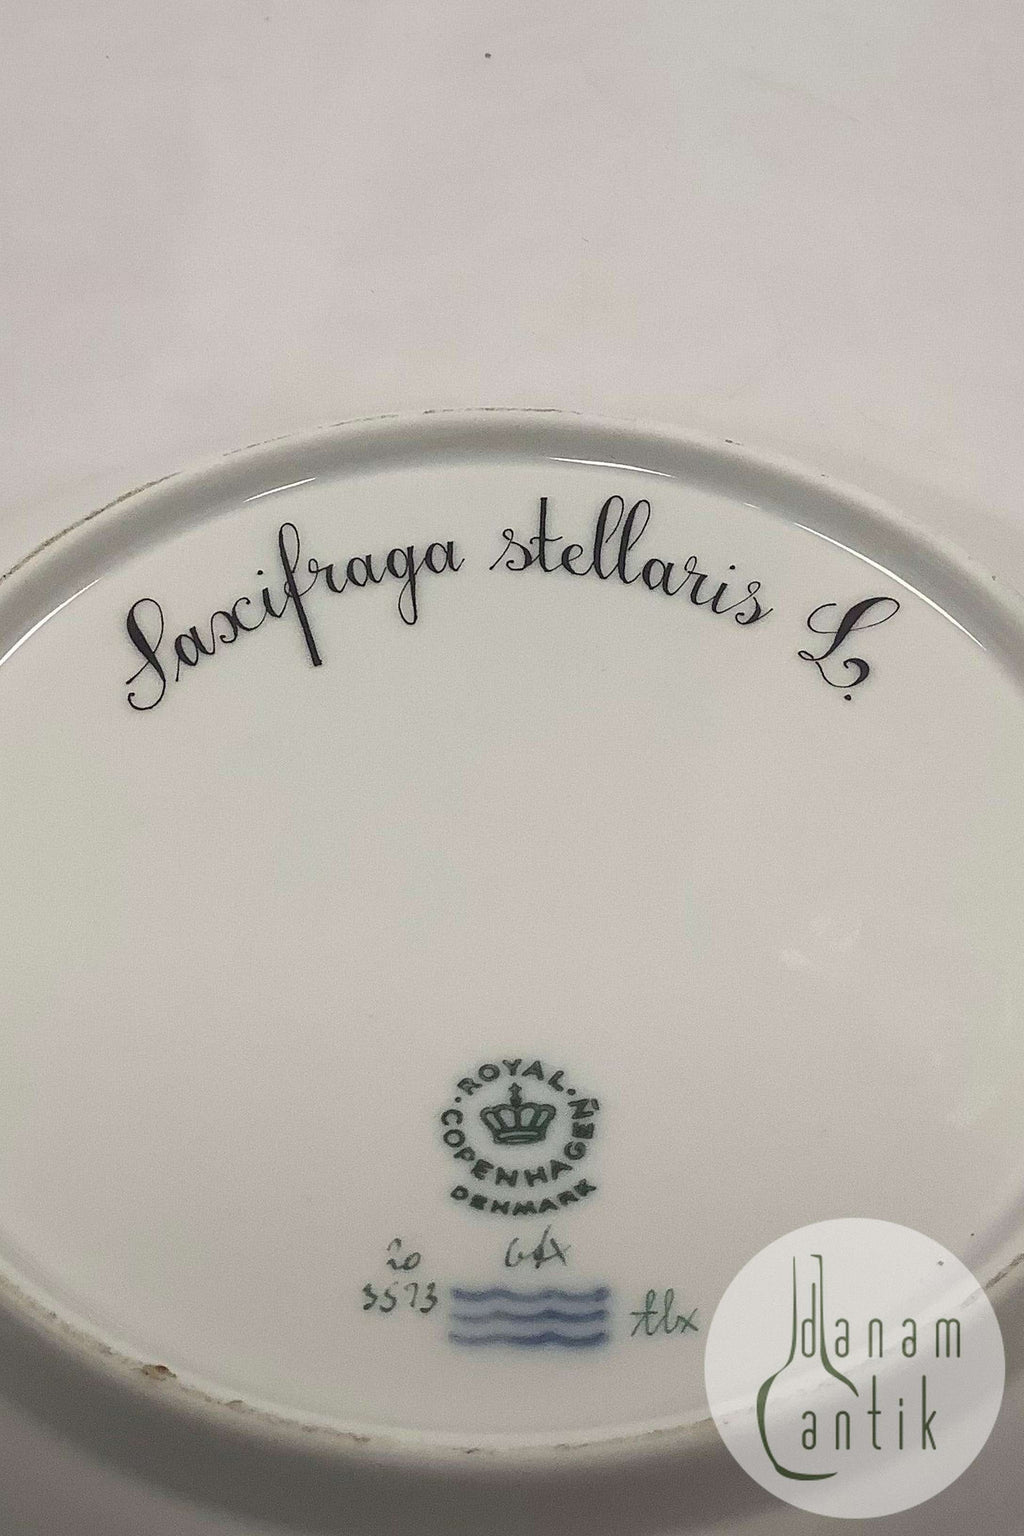 Saxifraga stellaris L.
ROYAL
COPENHAGEN
DENMARK
20
3573
danam
antik